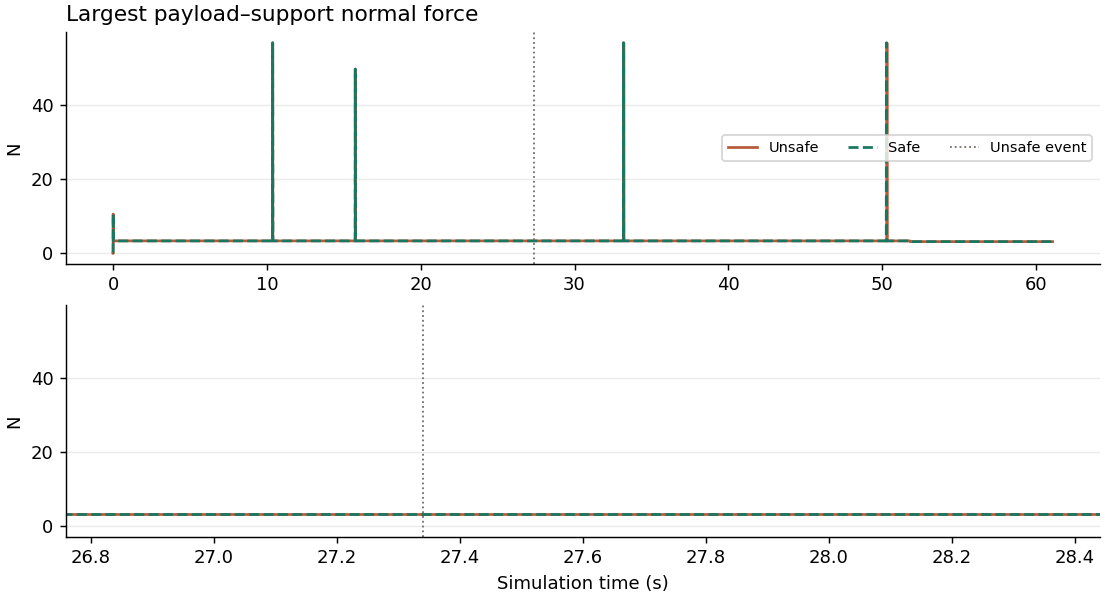 Largest payload–support normal force
N
40
20
0
Unsafe Safe Unsafe event
0 10 20 30 40 50 60
N
40
20
0
26.8 27.0 27.2 27.4 27.6 27.8 28.0 28.2 28.4
Simulation time (s)